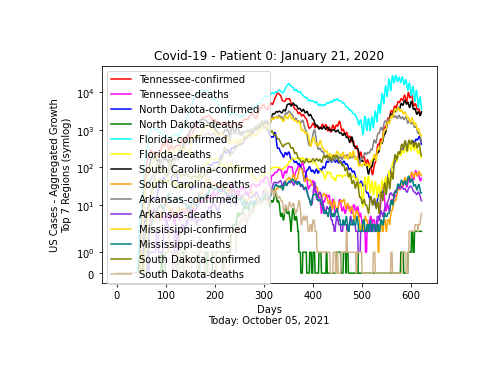 Covid-19 - Patient 0: January 21, 2020
US Cases - Aggregated Growth
Top 7 Regions (symlog)
10⁴
10³
10²
10¹
10⁰
0
Tennessee-confirmed
Tennessee-deaths
North Dakota-confirmed
North Dakota-deaths
Florida-confirmed
Florida-deaths
South Carolina-confirmed
South Carolina-deaths
Arkansas-confirmed
Arkansas-deaths
Mississippi-confirmed
Mississippi-deaths
South Dakota-confirmed
South Dakota-deaths
0 100 200 300 400 500 600
Days
Today: October 05, 2021